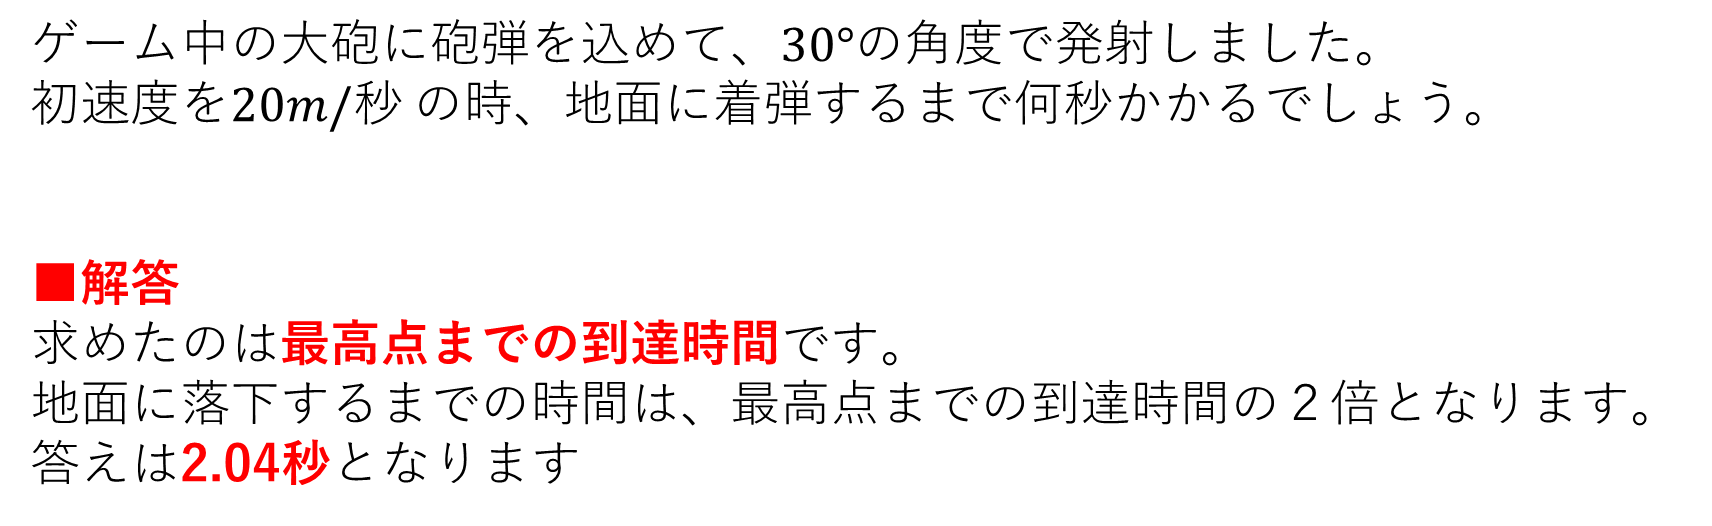 ゲーム中の大砲に砲弾を込めて、30°の角度で発射しました。
初速度を20m/秒 の時、地面に着弾するまで何秒かかるでしょう。
■解答
求めたのは最高点までの到達時間です。
地面に落下するまでの時間は、最高点までの到達時間の２倍となります。
答えは2.04秒となります